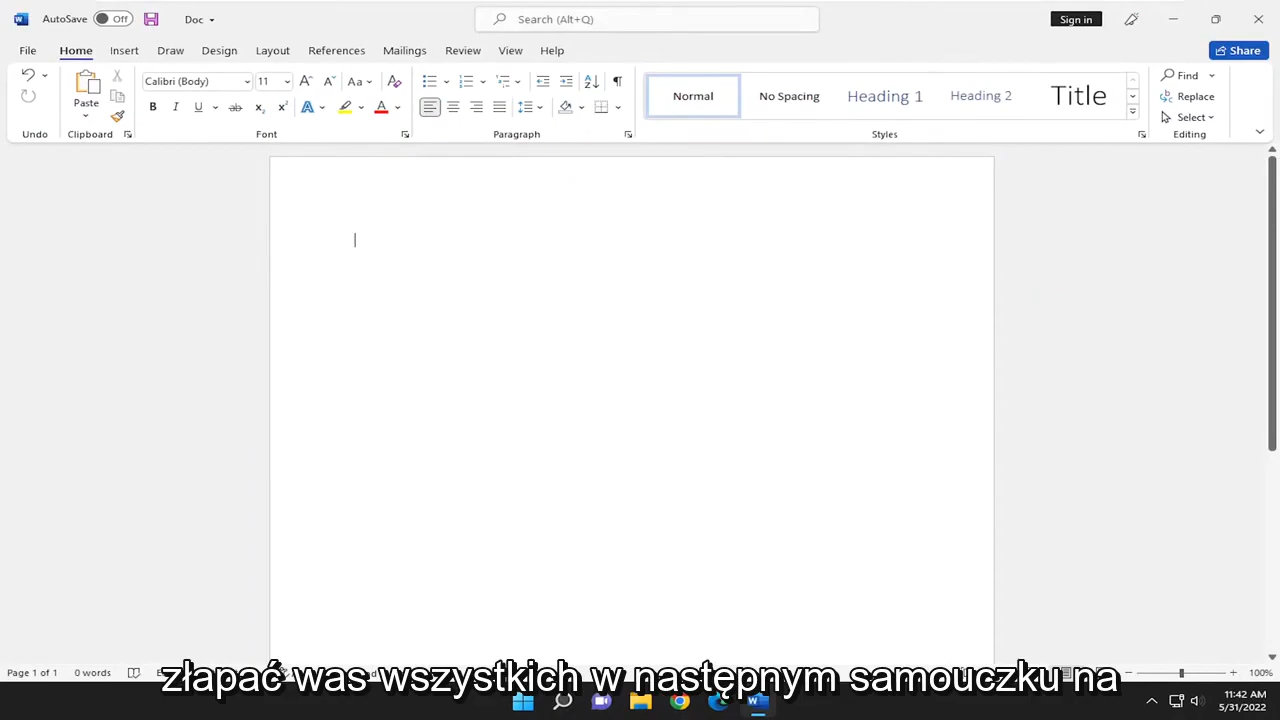 AutoSave Off Doc Search (Alt+Q) Sign in
File Home Insert Draw Design Layout References Mailings Review View Help Share
Paste Calibri (Body) 11 Aa Normal No Spacing Heading 1 Heading 2 Title Find
Replace
Select
Undo Clipboard Font Paragraph Styles Editing
Page 1 of 1 0 words 100%
złapać was wszystkich w następnym samouczku na
11:42 AM
5/31/2022